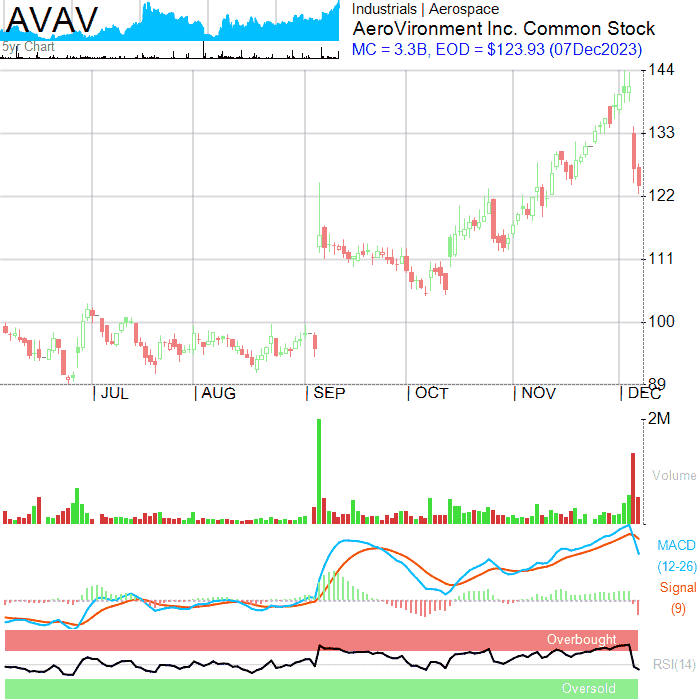 AVAV
5yr Chart
Industrials | Aerospace
AeroVironment Inc. Common Stock
MC = 3.3B, EOD = $123.93 (07Dec2023)
144
133
122
111
100
89
JUL
AUG
SEP
OCT
NOV
DEC
2M
Volume
MACD
(12-26)
Signal
(9)
Overbought
RSI(14)
Oversold